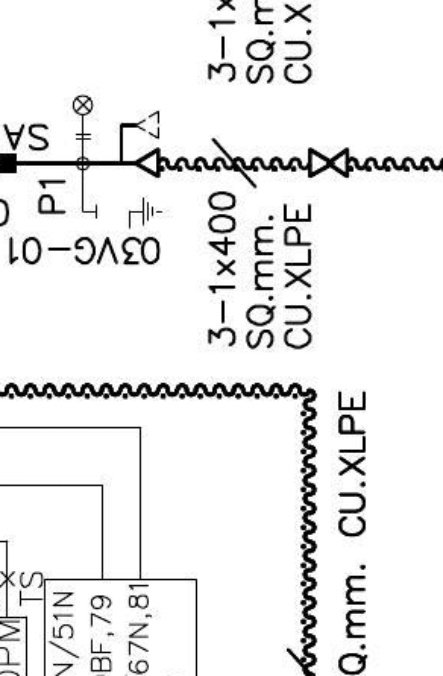 3-1x
SQ.m
CU.X
SA
P1
03VG-01
3-1x400
SQ.mm.
CU.XLPE
Q.mm. CU.XLPE
TS
N/51N
BF,79
67N,81
PM